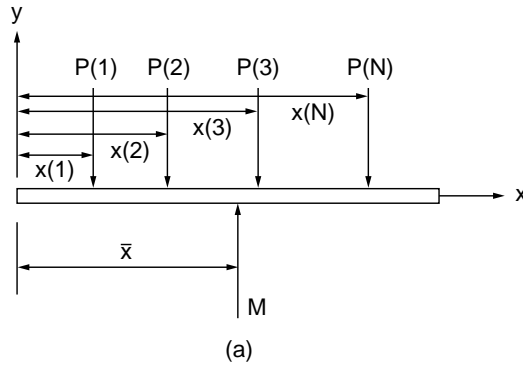 y
P(1) P(2) P(3) P(N)
x(N)
x(3)
x(2)
x(1)
x
x̄
M
(a)